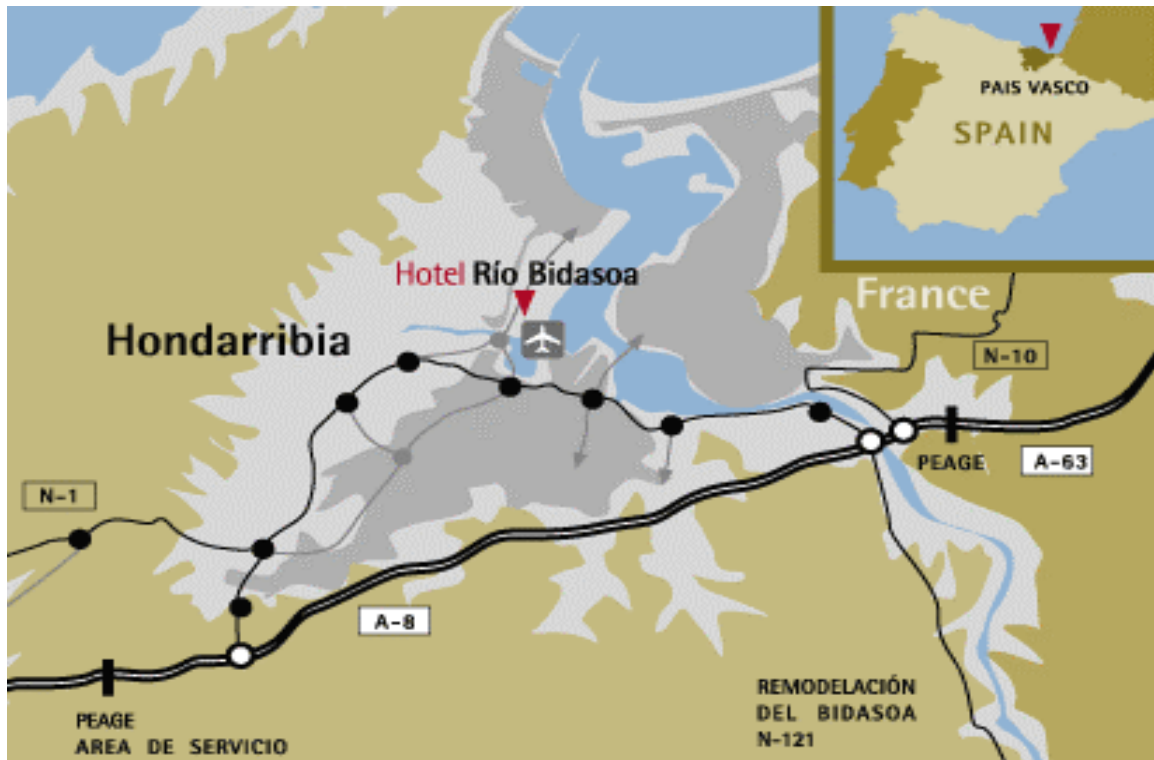 PAIS VASCO
SPAIN
Hotel Río Bidasoa
France
Hondarribia
N-10
PEAGE
A-63
N-1
A-8
REMODELACIÓN
DEL BIDASOA
N-121
PEAGE
AREA DE SERVICIO